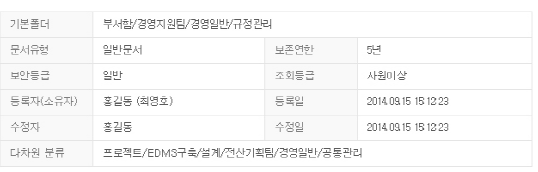 기본폴더 부서함/경영지원팀/경영일반/규정관리
문서유형 일반문서 보존연한 5년
보안등급 일반 조회등급 사원이상
등록자(소유자) 홍길동 (최영호) 등록일 2014.09.15 15:12:23
수정자 홍길동 수정일 2014.09.15 15:12:23
다차원 분류 프로젝트/EDMS구축/설계/전산기획팀/경영일반/공통관리